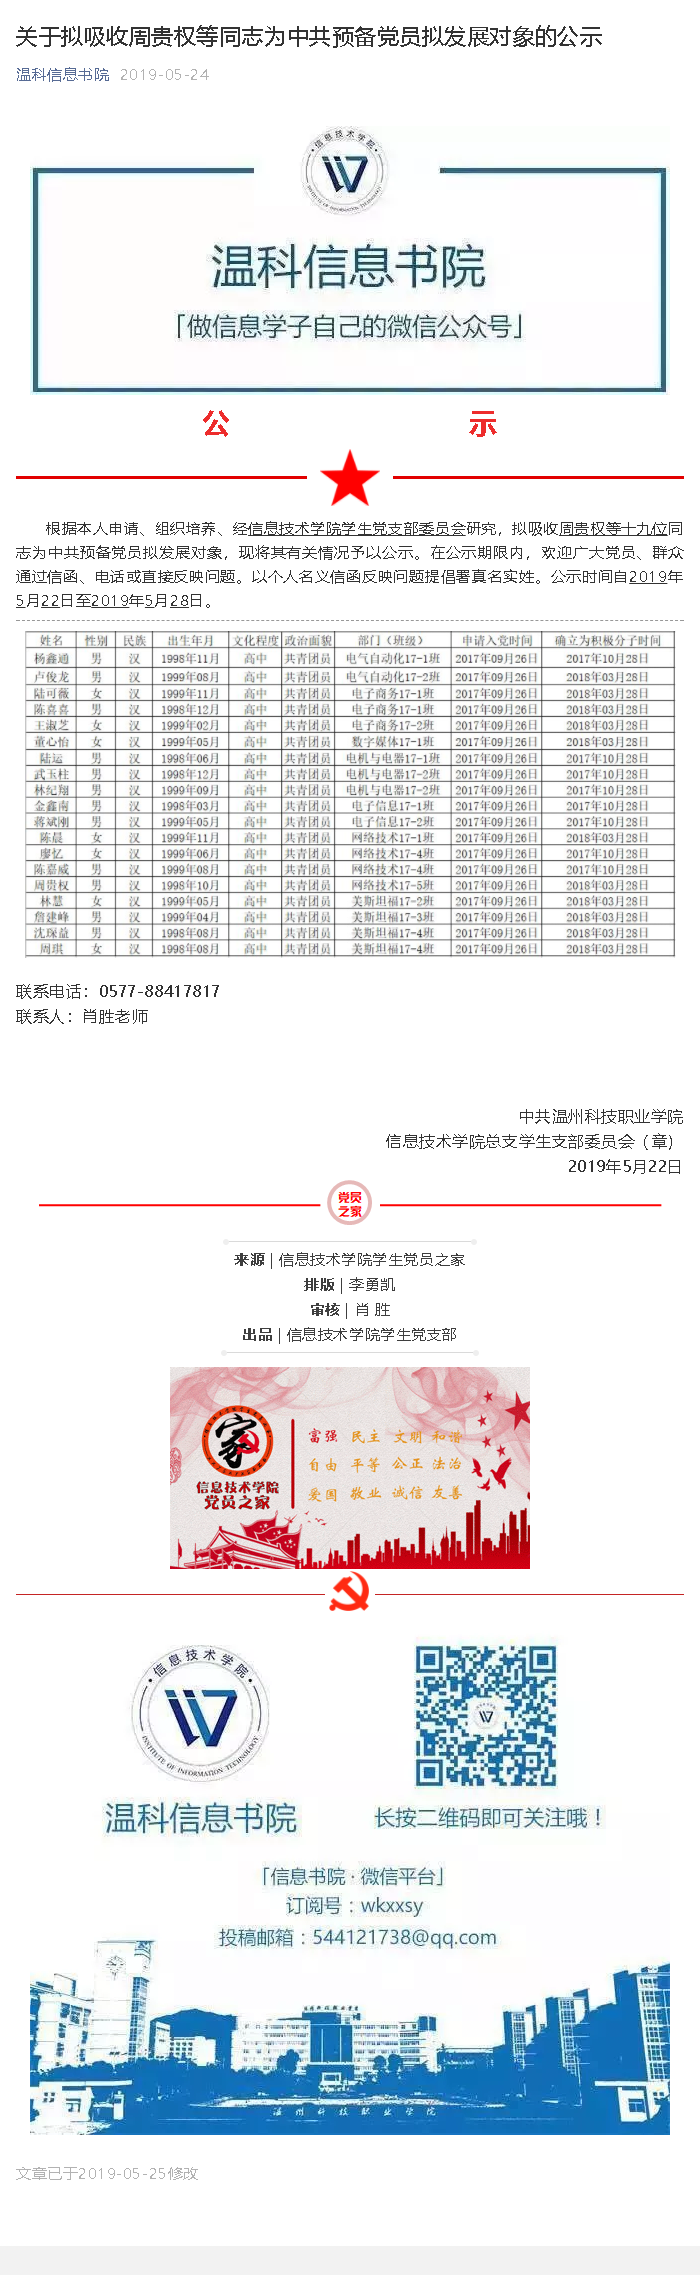 关于拟吸收周贵权等同志为中共预备党员拟发展对象的公示
温科信息书院 2019-05-24
信息技术学院
INSTITUTE OF INFORMATION TECHNOLOGY
温科信息书院
「做信息学子自己的微信公众号」
公 示
根据本人申请、组织培养、经信息技术学院学生党支部委员会研究，拟吸收周贵权等十九位同
志为中共预备党员拟发展对象，现将其有关情况予以公示。在公示期限内，欢迎广大党员、群众
通过信函、电话或直接反映问题。以个人名义信函反映问题提倡署真名实姓。公示时间自2019年
5月22日至2019年5月28日。
姓名 性别 民族 出生年月 文化程度 政治面貌 部门（班级） 申请入党时间 确立为积极分子时间
杨鑫通 男 汉 1998年11月 高中 共青团员 电气自动化17-1班 2017年09月26日 2017年10月28日
卢俊龙 男 汉 1999年08月 高中 共青团员 电气自动化17-2班 2017年09月26日 2018年03月28日
陆可薇 女 汉 1999年11月 高中 共青团员 电子商务17-1班 2017年09月26日 2017年10月28日
陈喜喜 男 汉 1998年12月 高中 共青团员 电子商务17-1班 2017年09月26日 2018年03月28日
王淑芝 女 汉 1999年02月 高中 共青团员 电子商务17-2班 2017年09月26日 2018年03月28日
董心怡 女 汉 1999年05月 高中 共青团员 数字媒体17-1班 2017年09月26日 2018年03月28日
陆运 男 汉 1998年06月 高中 共青团员 电机与电器17-1班 2017年09月26日 2017年10月28日
武玉柱 男 汉 1998年12月 高中 共青团员 电机与电器17-2班 2017年09月26日 2017年10月28日
林纪翔 男 汉 1999年09月 高中 共青团员 电机与电器17-2班 2017年09月26日 2018年03月28日
金鑫南 男 汉 1998年03月 高中 共青团员 电子信息17-1班 2017年09月26日 2017年10月28日
蒋斌刚 男 汉 1999年05月 高中 共青团员 电子信息17-2班 2017年09月26日 2017年10月28日
陈晨 女 汉 1999年11月 高中 共青团员 网络技术17-1班 2017年09月26日 2018年03月28日
廖忆 女 汉 1999年06月 高中 共青团员 网络技术17-4班 2017年09月26日 2017年10月28日
陈嘉威 男 汉 1999年08月 高中 共青团员 网络技术17-4班 2017年09月26日 2017年10月28日
周贵权 男 汉 1998年10月 高中 共青团员 网络技术17-5班 2017年09月26日 2018年03月28日
林慧 女 汉 1999年05月 高中 共青团员 美斯坦福17-2班 2017年09月26日 2018年03月28日
詹建峰 男 汉 1999年04月 高中 共青团员 美斯坦福17-3班 2017年09月26日 2018年03月28日
沈琛益 男 汉 1998年08月 高中 共青团员 美斯坦福17-4班 2017年09月26日 2018年03月28日
周琪 女 汉 1998年08月 高中 共青团员 美斯坦福17-4班 2017年09月26日 2018年03月28日
联系电话：0577-88417817
联系人：肖胜老师
中共温州科技职业学院
信息技术学院总支学生支部委员会（章）
2019年5月22日
党员
之家
来源 | 信息技术学院学生党员之家
排版 | 李勇凯
审核 | 肖 胜
出品 | 信息技术学院学生党支部
家
信息技术学院
党员之家
富强 民主 文明 和谐
自由 平等 公正 法治
爱国 敬业 诚信 友善
信息技术学院
INSTITUTE OF INFORMATION TECHNOLOGY
温科信息书院
长按二维码即可关注哦！
「信息书院·微信平台」
订阅号：wkxxsy
投稿邮箱：544121738@qq.com
温州科技职业学院
文章已于2019-05-25修改